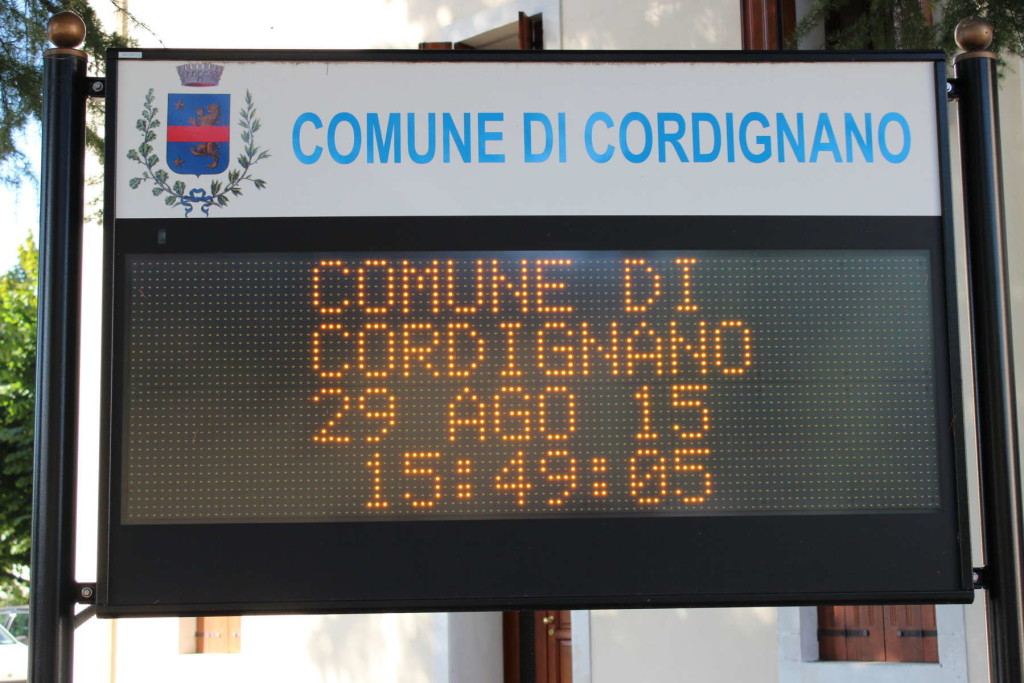 COMUNE DI CORDIGNANO
COMUNE DI
CORDIGNANO
29 AGO 15
15:49:05